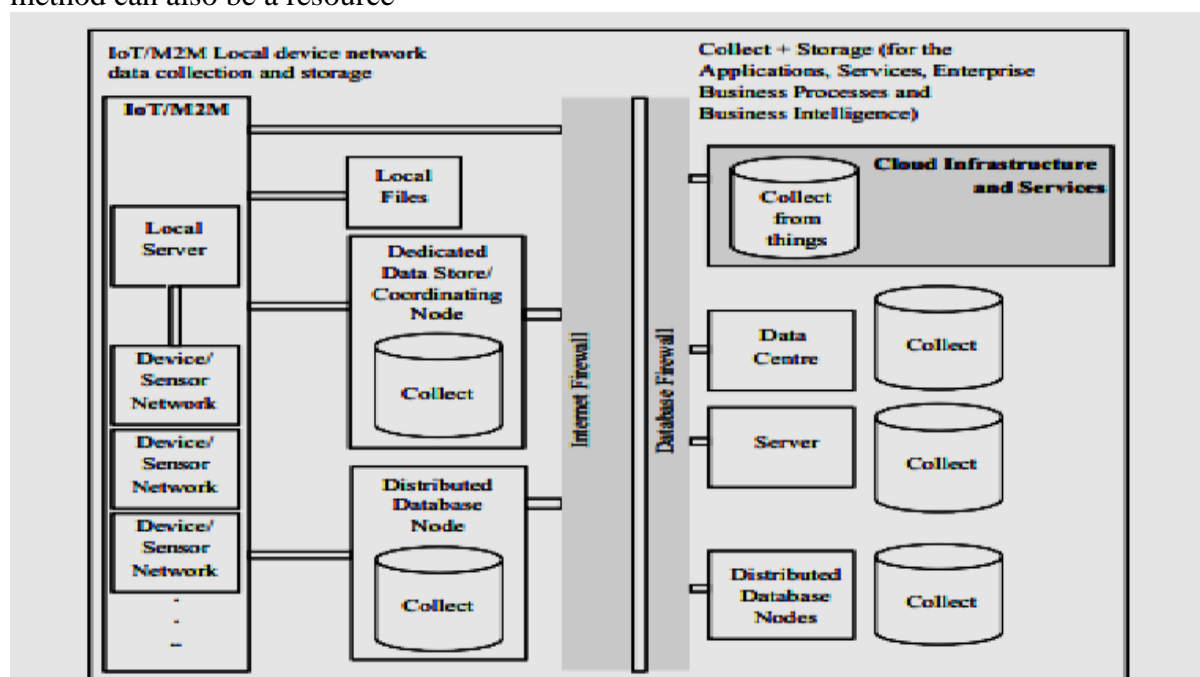 method can also be a resource
IoT/M2M Local device network
data collection and storage
Collect + Storage (for the
Applications, Services, Enterprise
Business Processes and
Business Intelligence)
IoT/M2M
Local
Server
Device/
Sensor
Network
Device/
Sensor
Network
Device/
Sensor
Network
Local
Files
Dedicated
Data Store/
Coordinating
Node
Collect
Distributed
Database
Node
Collect
Internet Firewall
Database Firewall
Cloud Infrastructure
and Services
Collect
from
things
Data
Centre
Collect
Server
Collect
Distributed
Database
Nodes
Collect